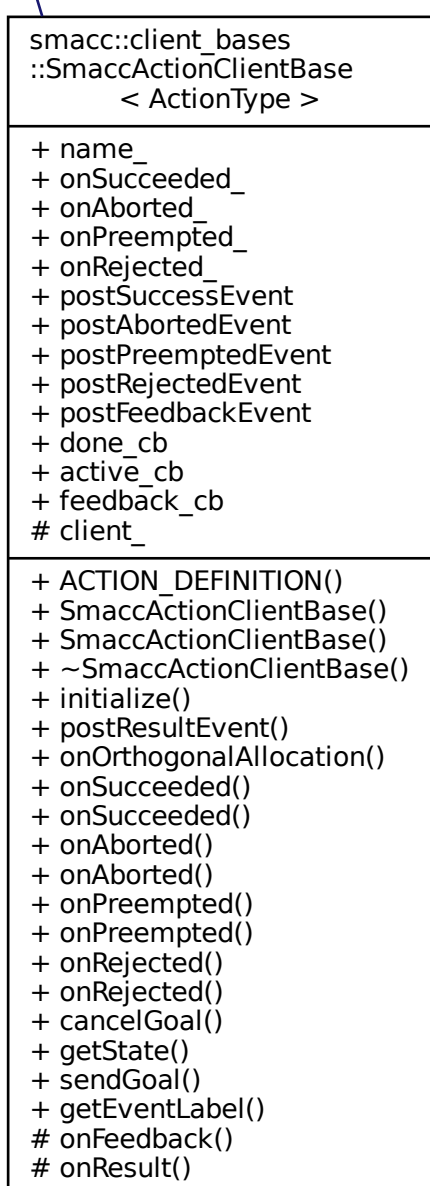 smacc::client_bases
::SmaccActionClientBase
< ActionType >
+ name_
+ onSucceeded_
+ onAborted_
+ onPreempted_
+ onRejected_
+ postSuccessEvent
+ postAbortedEvent
+ postPreemptedEvent
+ postRejectedEvent
+ postFeedbackEvent
+ done_cb
+ active_cb
+ feedback_cb
# client_
+ ACTION_DEFINITION()
+ SmaccActionClientBase()
+ SmaccActionClientBase()
+ ~SmaccActionClientBase()
+ initialize()
+ postResultEvent()
+ onOrthogonalAllocation()
+ onSucceeded()
+ onSucceeded()
+ onAborted()
+ onAborted()
+ onPreempted()
+ onPreempted()
+ onRejected()
+ onRejected()
+ cancelGoal()
+ getState()
+ sendGoal()
+ getEventLabel()
# onFeedback()
# onResult()